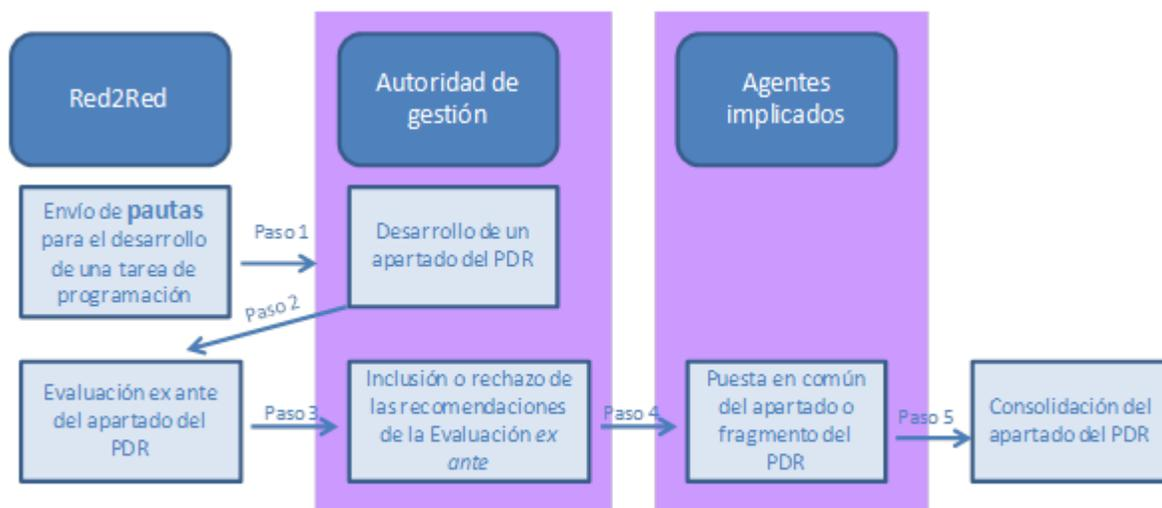 Red2Red
Autoridad de
gestión
Agentes
implicados
Envío de pautas
para el desarrollo
de una tarea de
programación
Paso 1
Desarrollo de un
apartado del PDR
Paso 2
Evaluación ex ante
del apartado del
PDR
Paso 3
Inclusión o rechazo de
las recomendaciones
de la Evaluación ex
ante
Paso 4
Puesta en común
del apartado o
fragmento del
PDR
Paso 5
Consolidación del
apartado del PDR